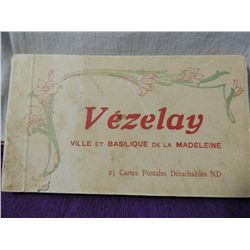 Vézelay
VILLE ET BASILIQUE DE LA MADELEINE
25 Cartes Postales Détachables ND